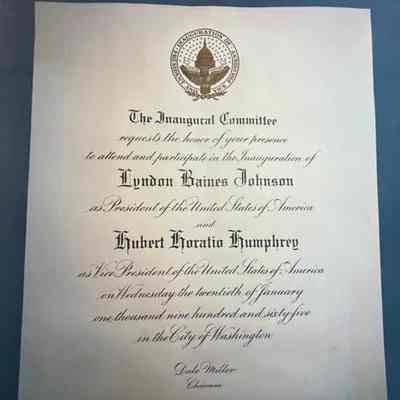 The Inaugural Committee
requests the honor of your presence
to attend and participate in the Inauguration of
Lyndon Baines Johnson
as President of the United States of America
and
Hubert Horatio Humphrey
as Vice President of the United States of America
on Wednesday the twentieth of January
one thousand nine hundred and sixty five
in the City of Washington
Dale Miller
Chairman